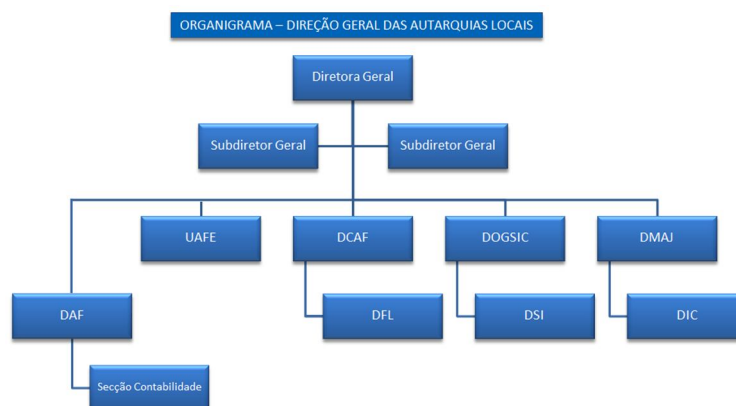 ORGANIGRAMA – DIREÇÃO GERAL DAS AUTARQUIAS LOCAIS
Diretora Geral
Subdiretor Geral
Subdiretor Geral
UAFE
DCAF
DOGSIC
DMAJ
DAF
DFL
DSI
DIC
Secção Contabilidade